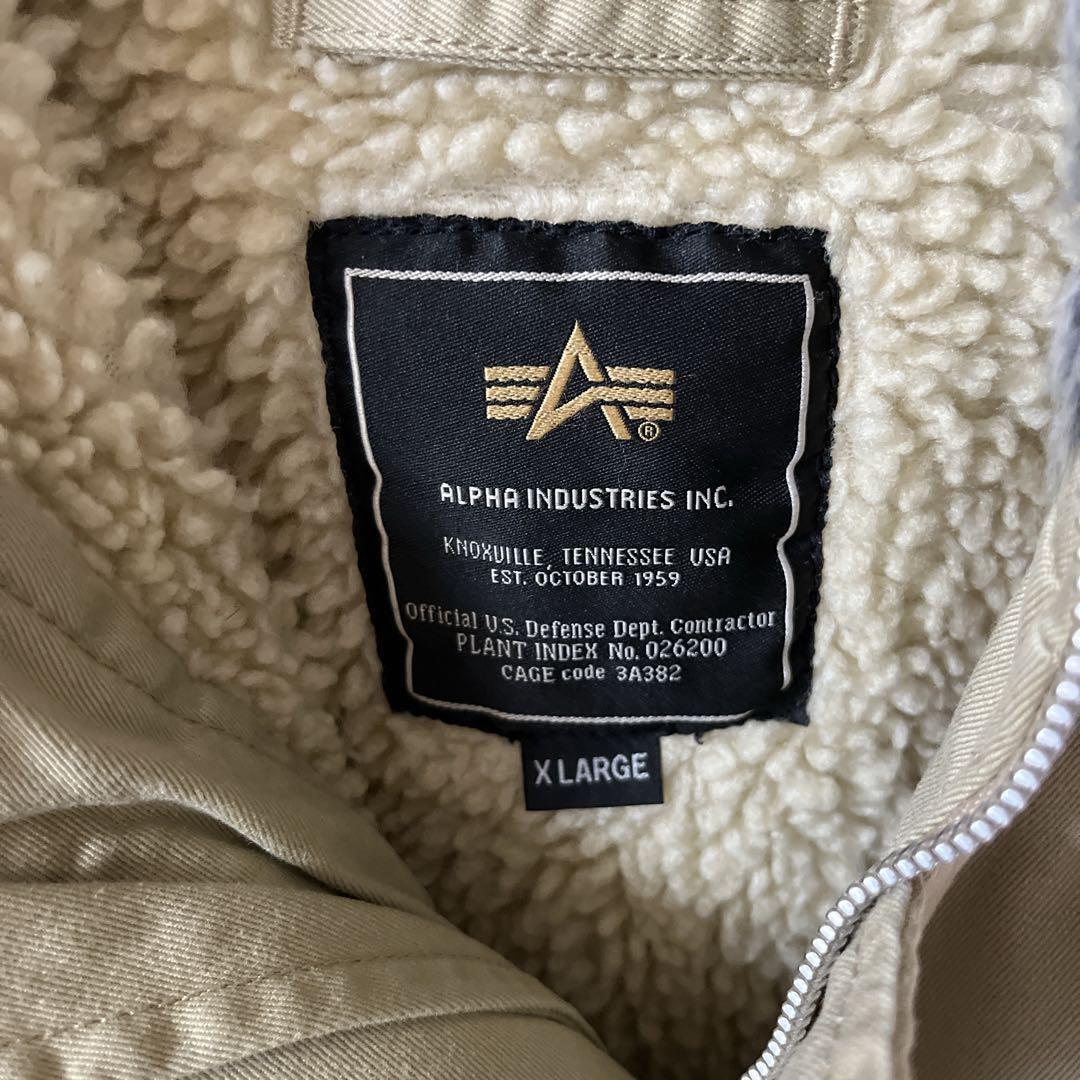 ®
ALPHA INDUSTRIES INC.
KNOXVILLE, TENNESSEE USA
EST. OCTOBER 1959
Official U.S. Defense Dept. Contractor
PLANT INDEX No. 026200
CAGE code 3A382
X LARGE